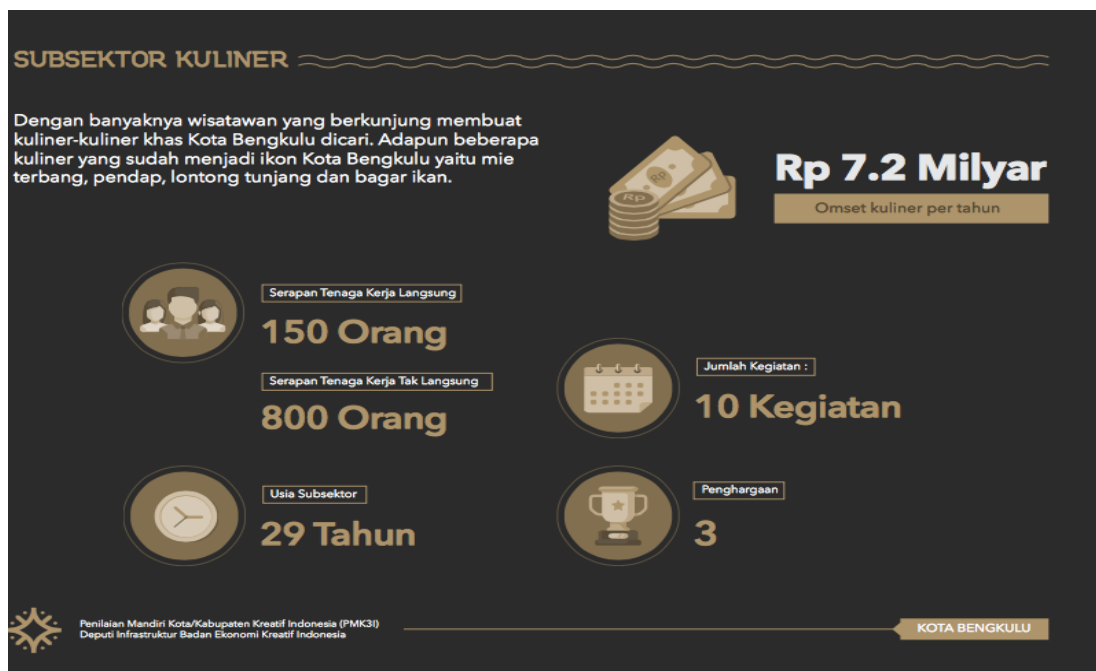 SUBSEKTOR KULINER
Dengan banyaknya wisatawan yang berkunjung membuat
kuliner-kuliner khas Kota Bengkulu dicari. Adapun beberapa
kuliner yang sudah menjadi ikon Kota Bengkulu yaitu mie
terbang, pendap, lontong tunjang dan bagar ikan.
Rp 7.2 Milyar
Omset kuliner per tahun
RP
Rp
Serapan Tenaga Kerja Langsung
150 Orang
Serapan Tenaga Kerja Tak Langsung
800 Orang
Jumlah Kegiatan :
10 Kegiatan
Usia Subsektor
29 Tahun
Penghargaan
3
Penilaian Mandiri Kota/Kabupaten Kreatif Indonesia (PMK3I)
Deputi Infrastruktur Badan Ekonomi Kreatif Indonesia
KOTA BENGKULU